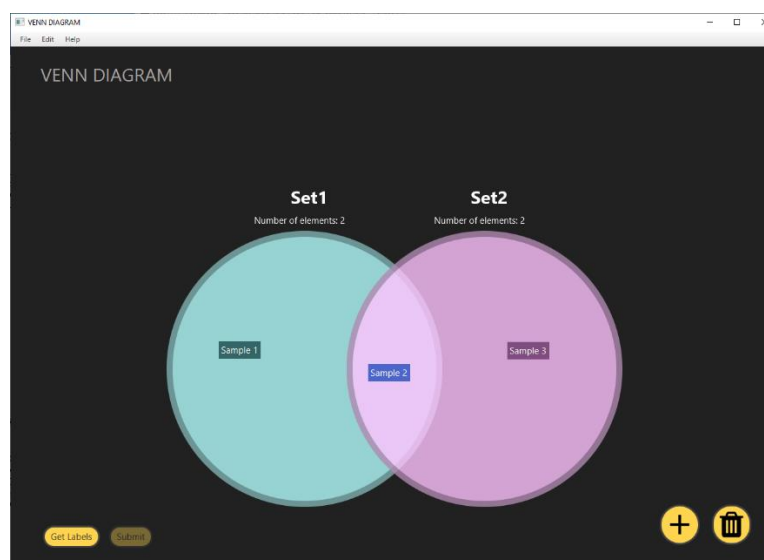 VENN DIAGRAM
File Edit Help
VENN DIAGRAM
Set1 Set2
Number of elements: 2 Number of elements: 2
Sample 1
Sample 3
Sample 2
Get Labels Submit